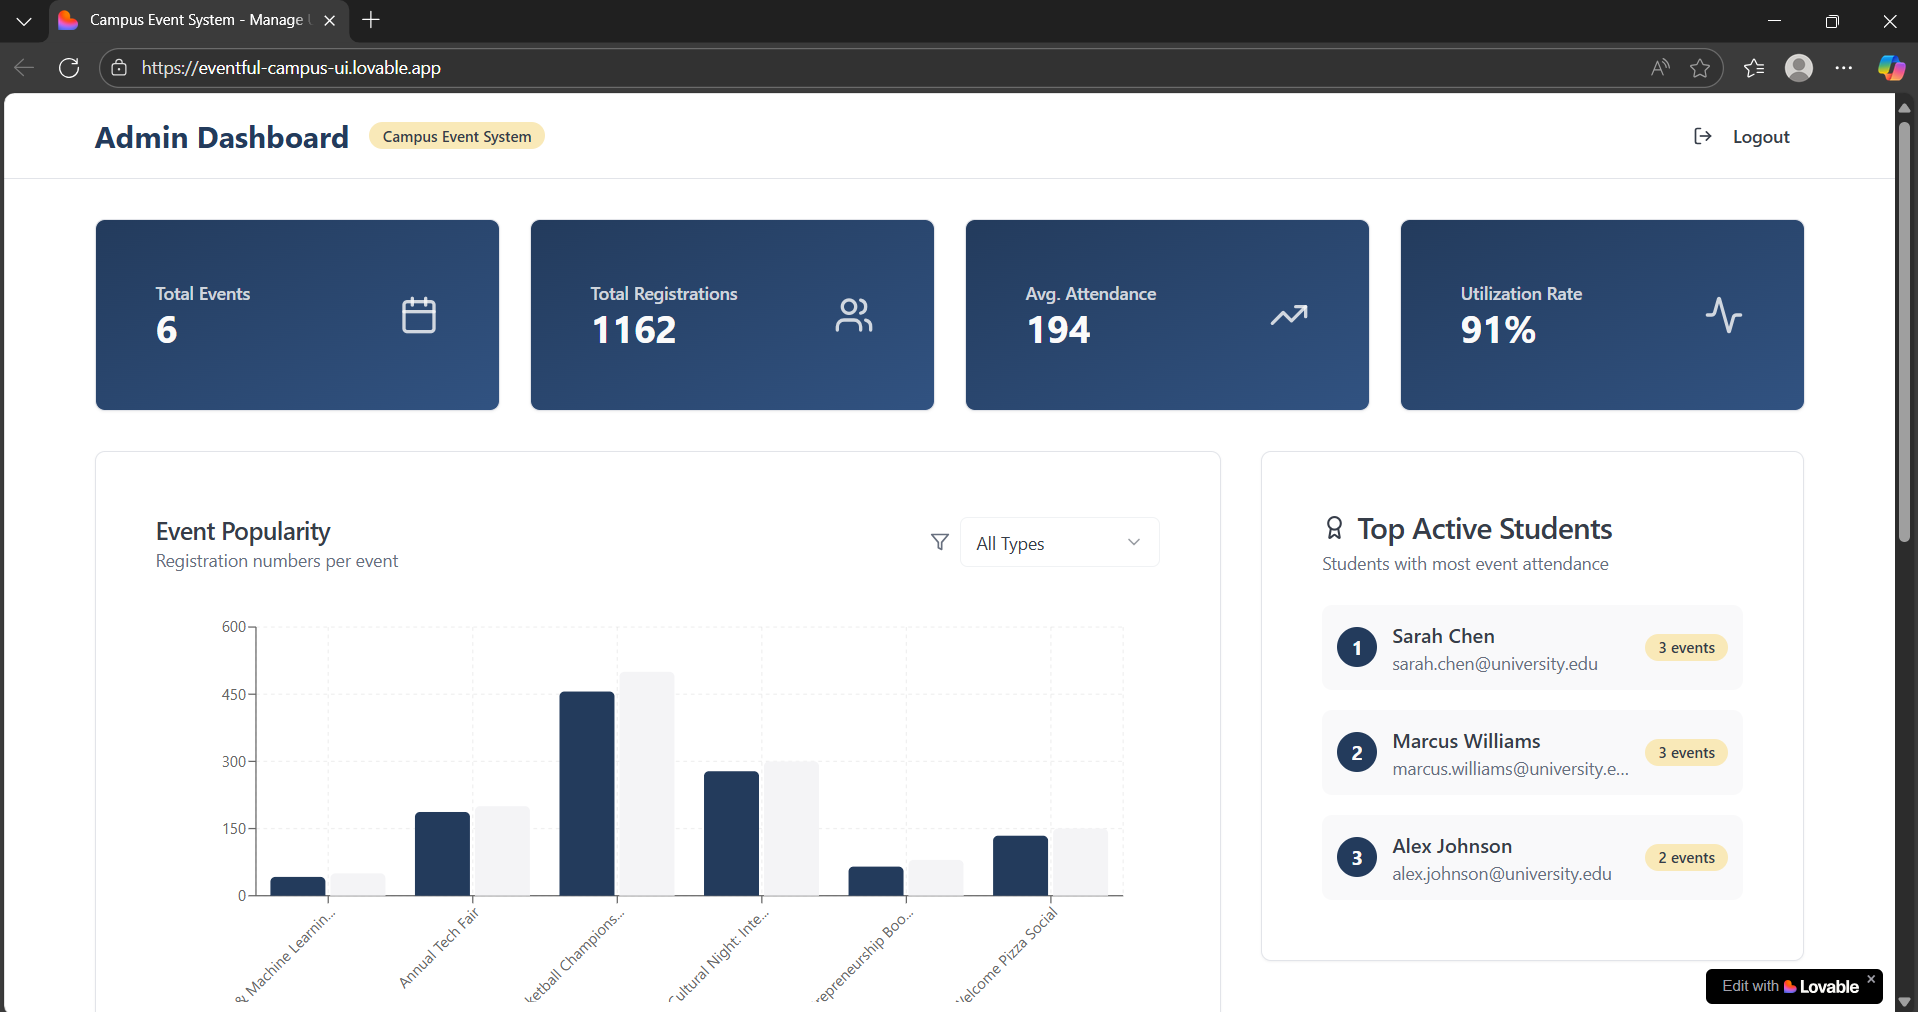 Campus Event System - Manage
https://eventful-campus-ui.lovable.app
Admin Dashboard
Campus Event System
Logout
Total Events
6
Total Registrations
1162
Avg. Attendance
194
Utilization Rate
91%
Event Popularity
Registration numbers per event
All Types
600
450
300
150
0
& Machine Learnin...
Annual Tech Fair
ketball Champions...
Cultural Night: Inte...
repreneurship Boo...
Welcome Pizza Social
Top Active Students
Students with most event attendance
1
Sarah Chen
sarah.chen@university.edu
3 events
2
Marcus Williams
marcus.williams@university.e...
3 events
3
Alex Johnson
alex.johnson@university.edu
2 events
Edit with Lovable